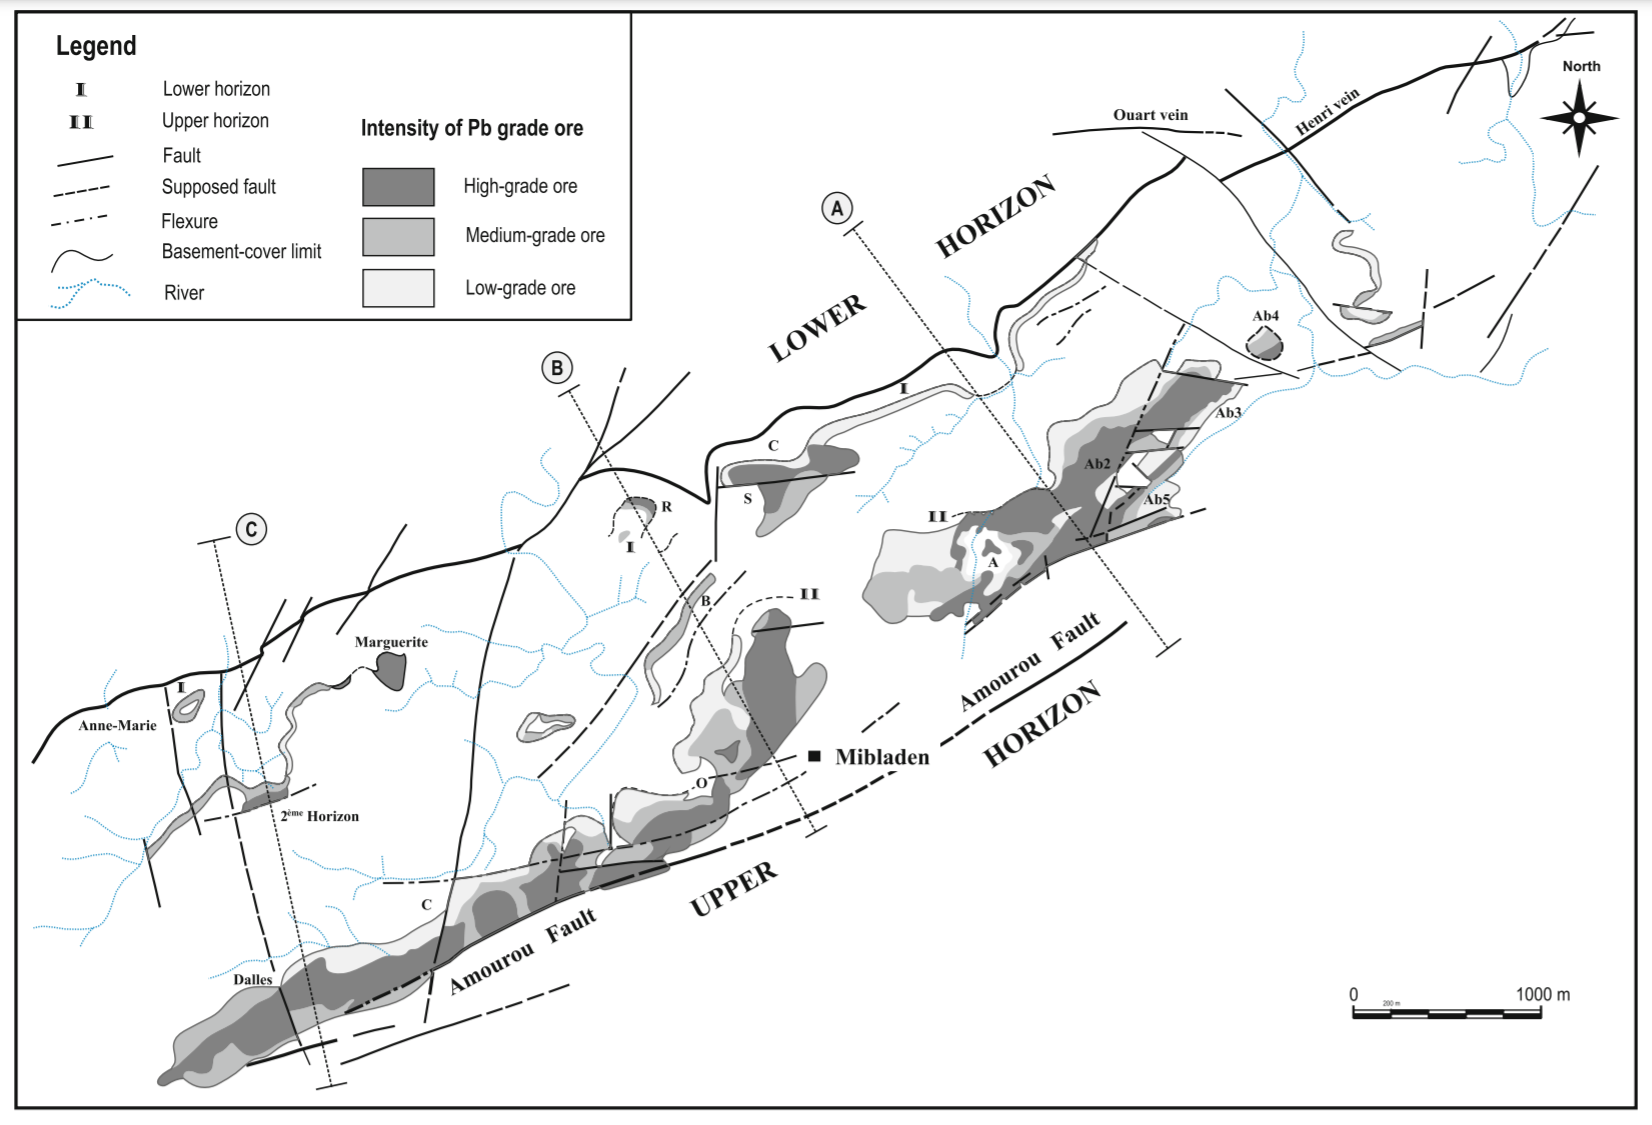 Legend
I Lower horizon
II Upper horizon
Fault
Supposed fault
Flexure
Basement-cover limit
River
Intensity of Pb grade ore
High-grade ore
Medium-grade ore
Low-grade ore
North
Ouart vein
Henri vein
A
LOWER HORIZON
Ab4
B
I
Ab3
C
Ab2
S
Ab5
R
II
C
I
A
B
II
Marguerite
Amourou Fault
I
Anne-Marie
HORIZON
Mibladen
O
2ème Horizon
UPPER
C
Amourou Fault
Dalles
0 200 m 1000 m